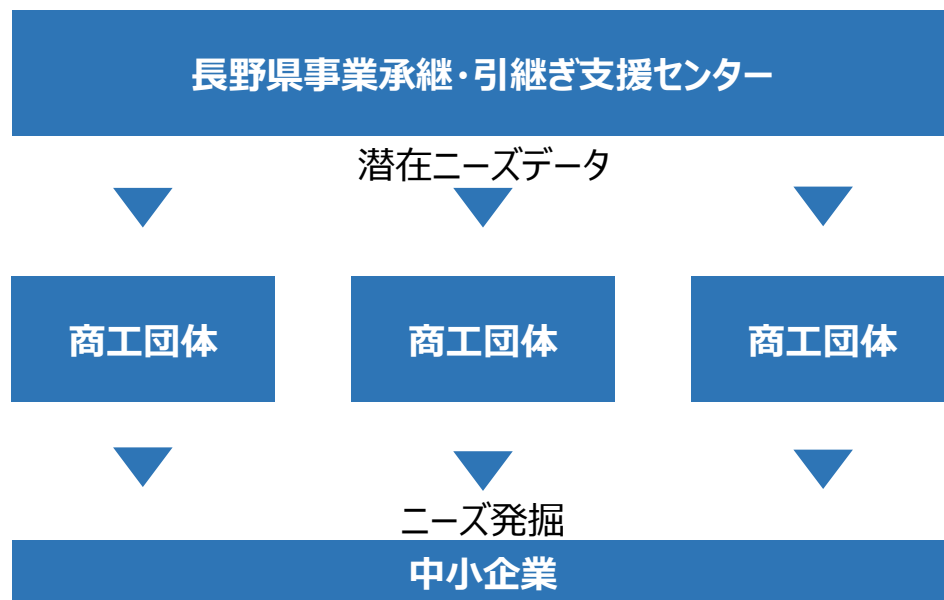 長野県事業承継・引継ぎ支援センター
潜在ニーズデータ
商工団体
商工団体
商工団体
ニーズ発掘
中小企業